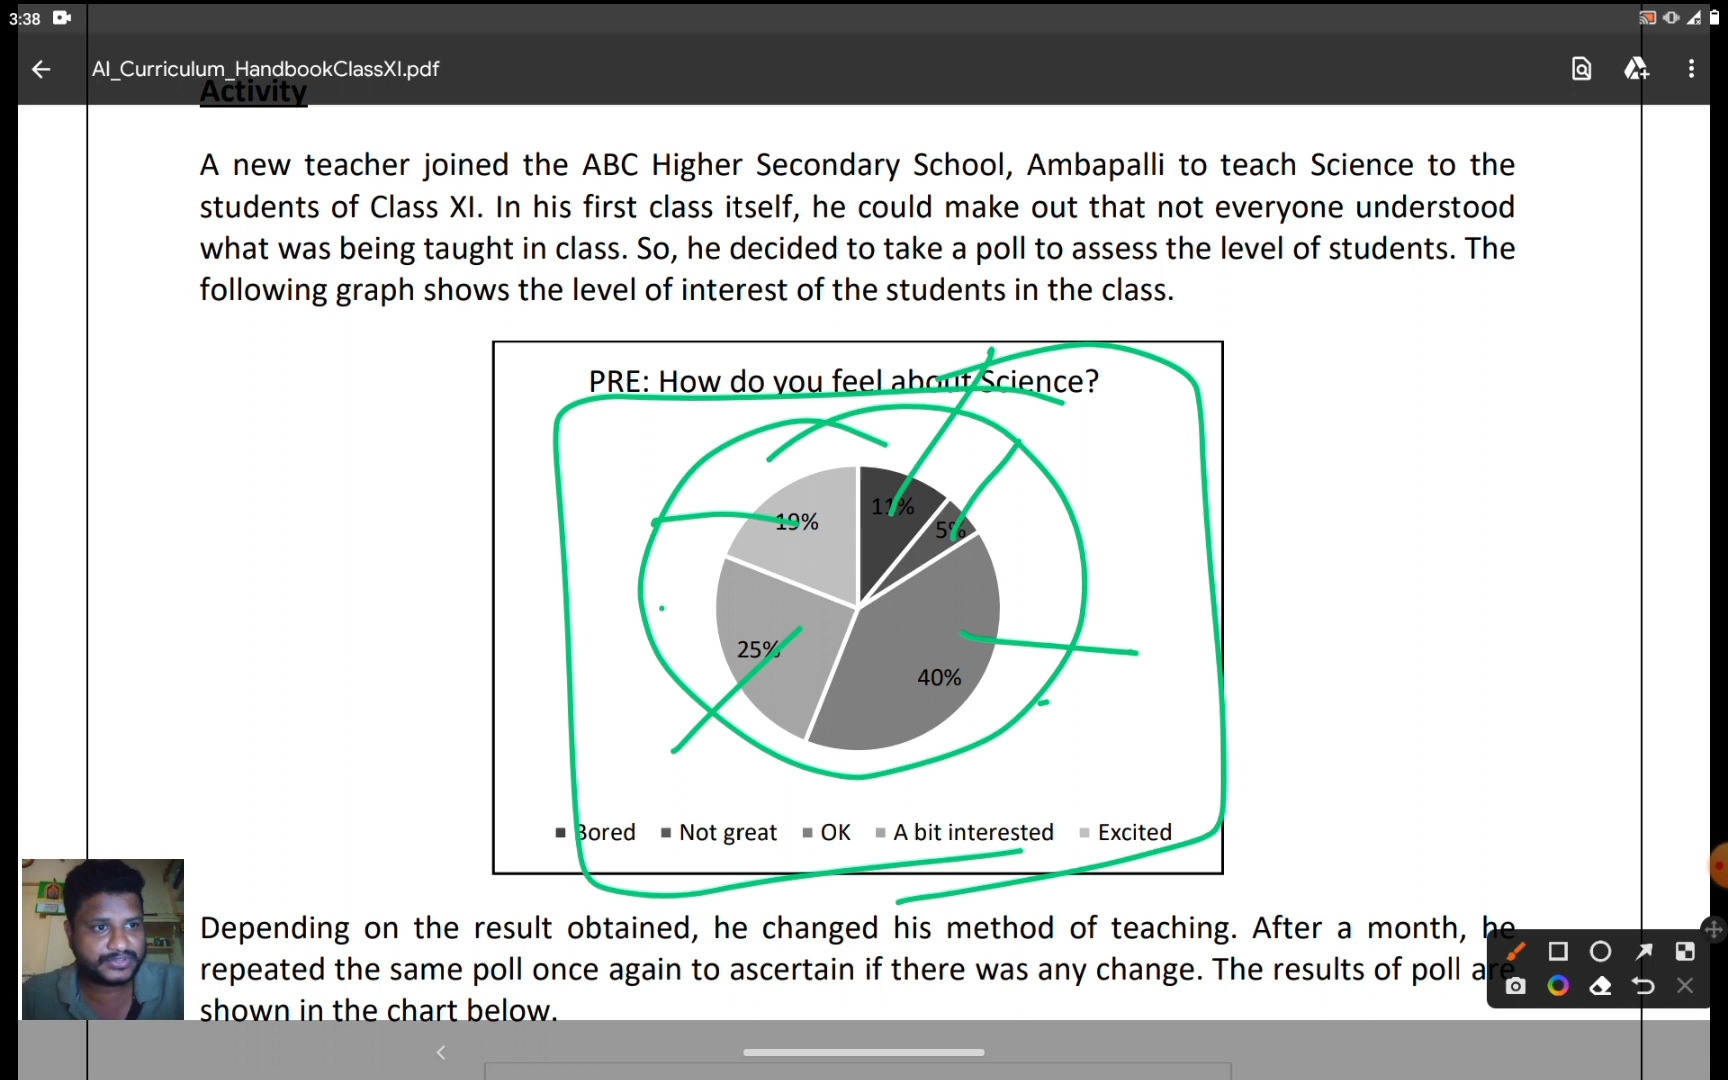 3:38
AI_Curriculum_HandbookClassXI.pdf
Activity
A new teacher joined the ABC Higher Secondary School, Ambapalli to teach Science to the
students of Class XI. In his first class itself, he could make out that not everyone understood
what was being taught in class. So, he decided to take a poll to assess the level of students. The
following graph shows the level of interest of the students in the class.
PRE: How do you feel about Science?
11%
19%
5%
25%
40%
Bored Not great OK A bit interested Excited
Depending on the result obtained, he changed his method of teaching. After a month, he
repeated the same poll once again to ascertain if there was any change. The results of poll are
shown in the chart below.